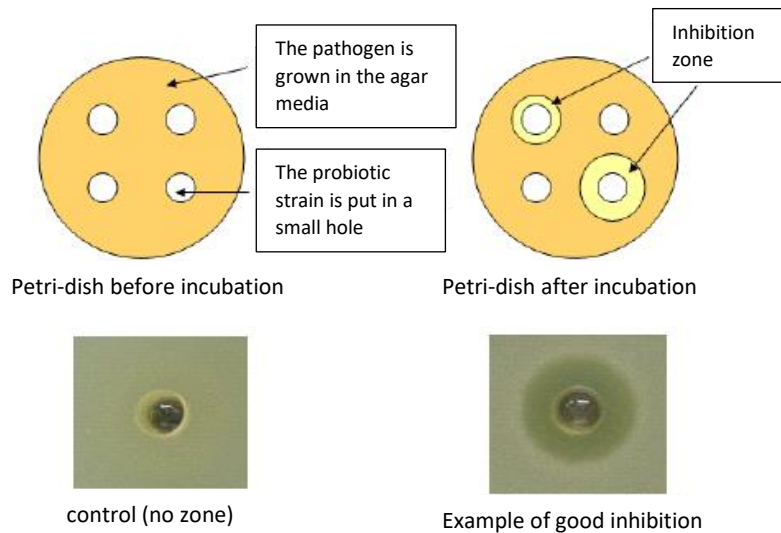 The pathogen is
grown in the agar
media
The probiotic
strain is put in a
small hole
Inhibition
zone
Petri-dish before incubation
Petri-dish after incubation
control (no zone)
Example of good inhibition